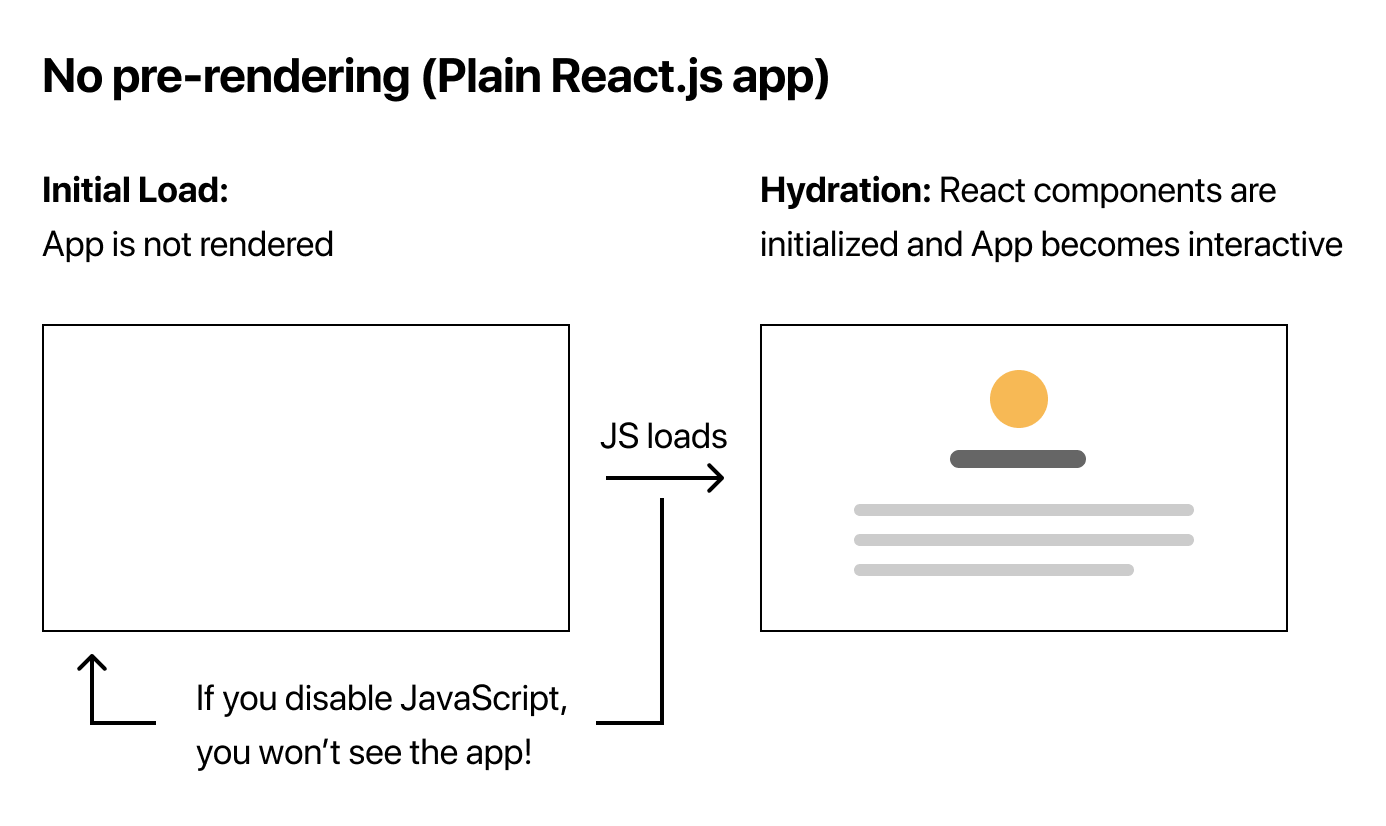 No pre-rendering (Plain React.js app)
Initial Load:
App is not rendered
Hydration: React components are
initialized and App becomes interactive
JS loads
If you disable JavaScript,
you won’t see the app!